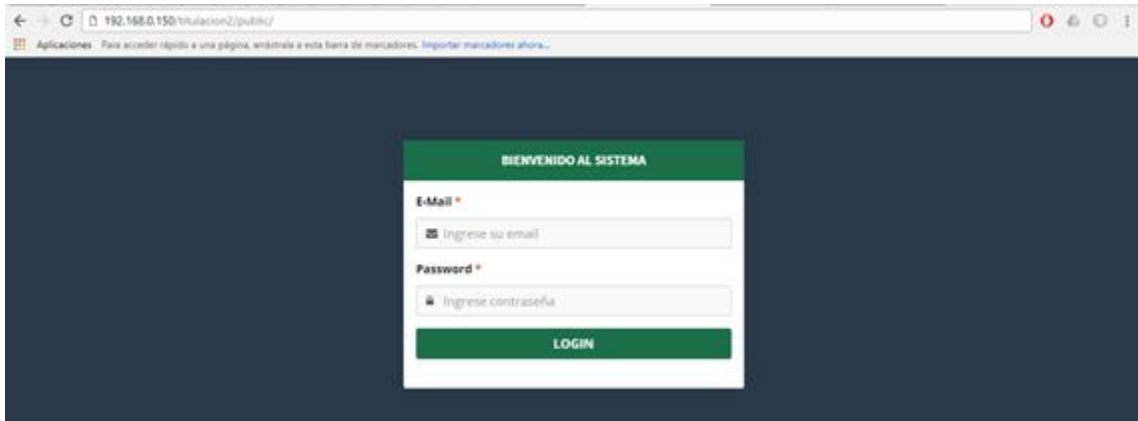 192.168.0.150/titulacion2/public/
Aplicaciones Para acceder rápido a una página, arrástrala a esta barra de marcadores. Importar marcadores ahora...
BIENVENIDO AL SISTEMA
E-Mail *
Ingrese su email
Password *
Ingrese contraseña
LOGIN